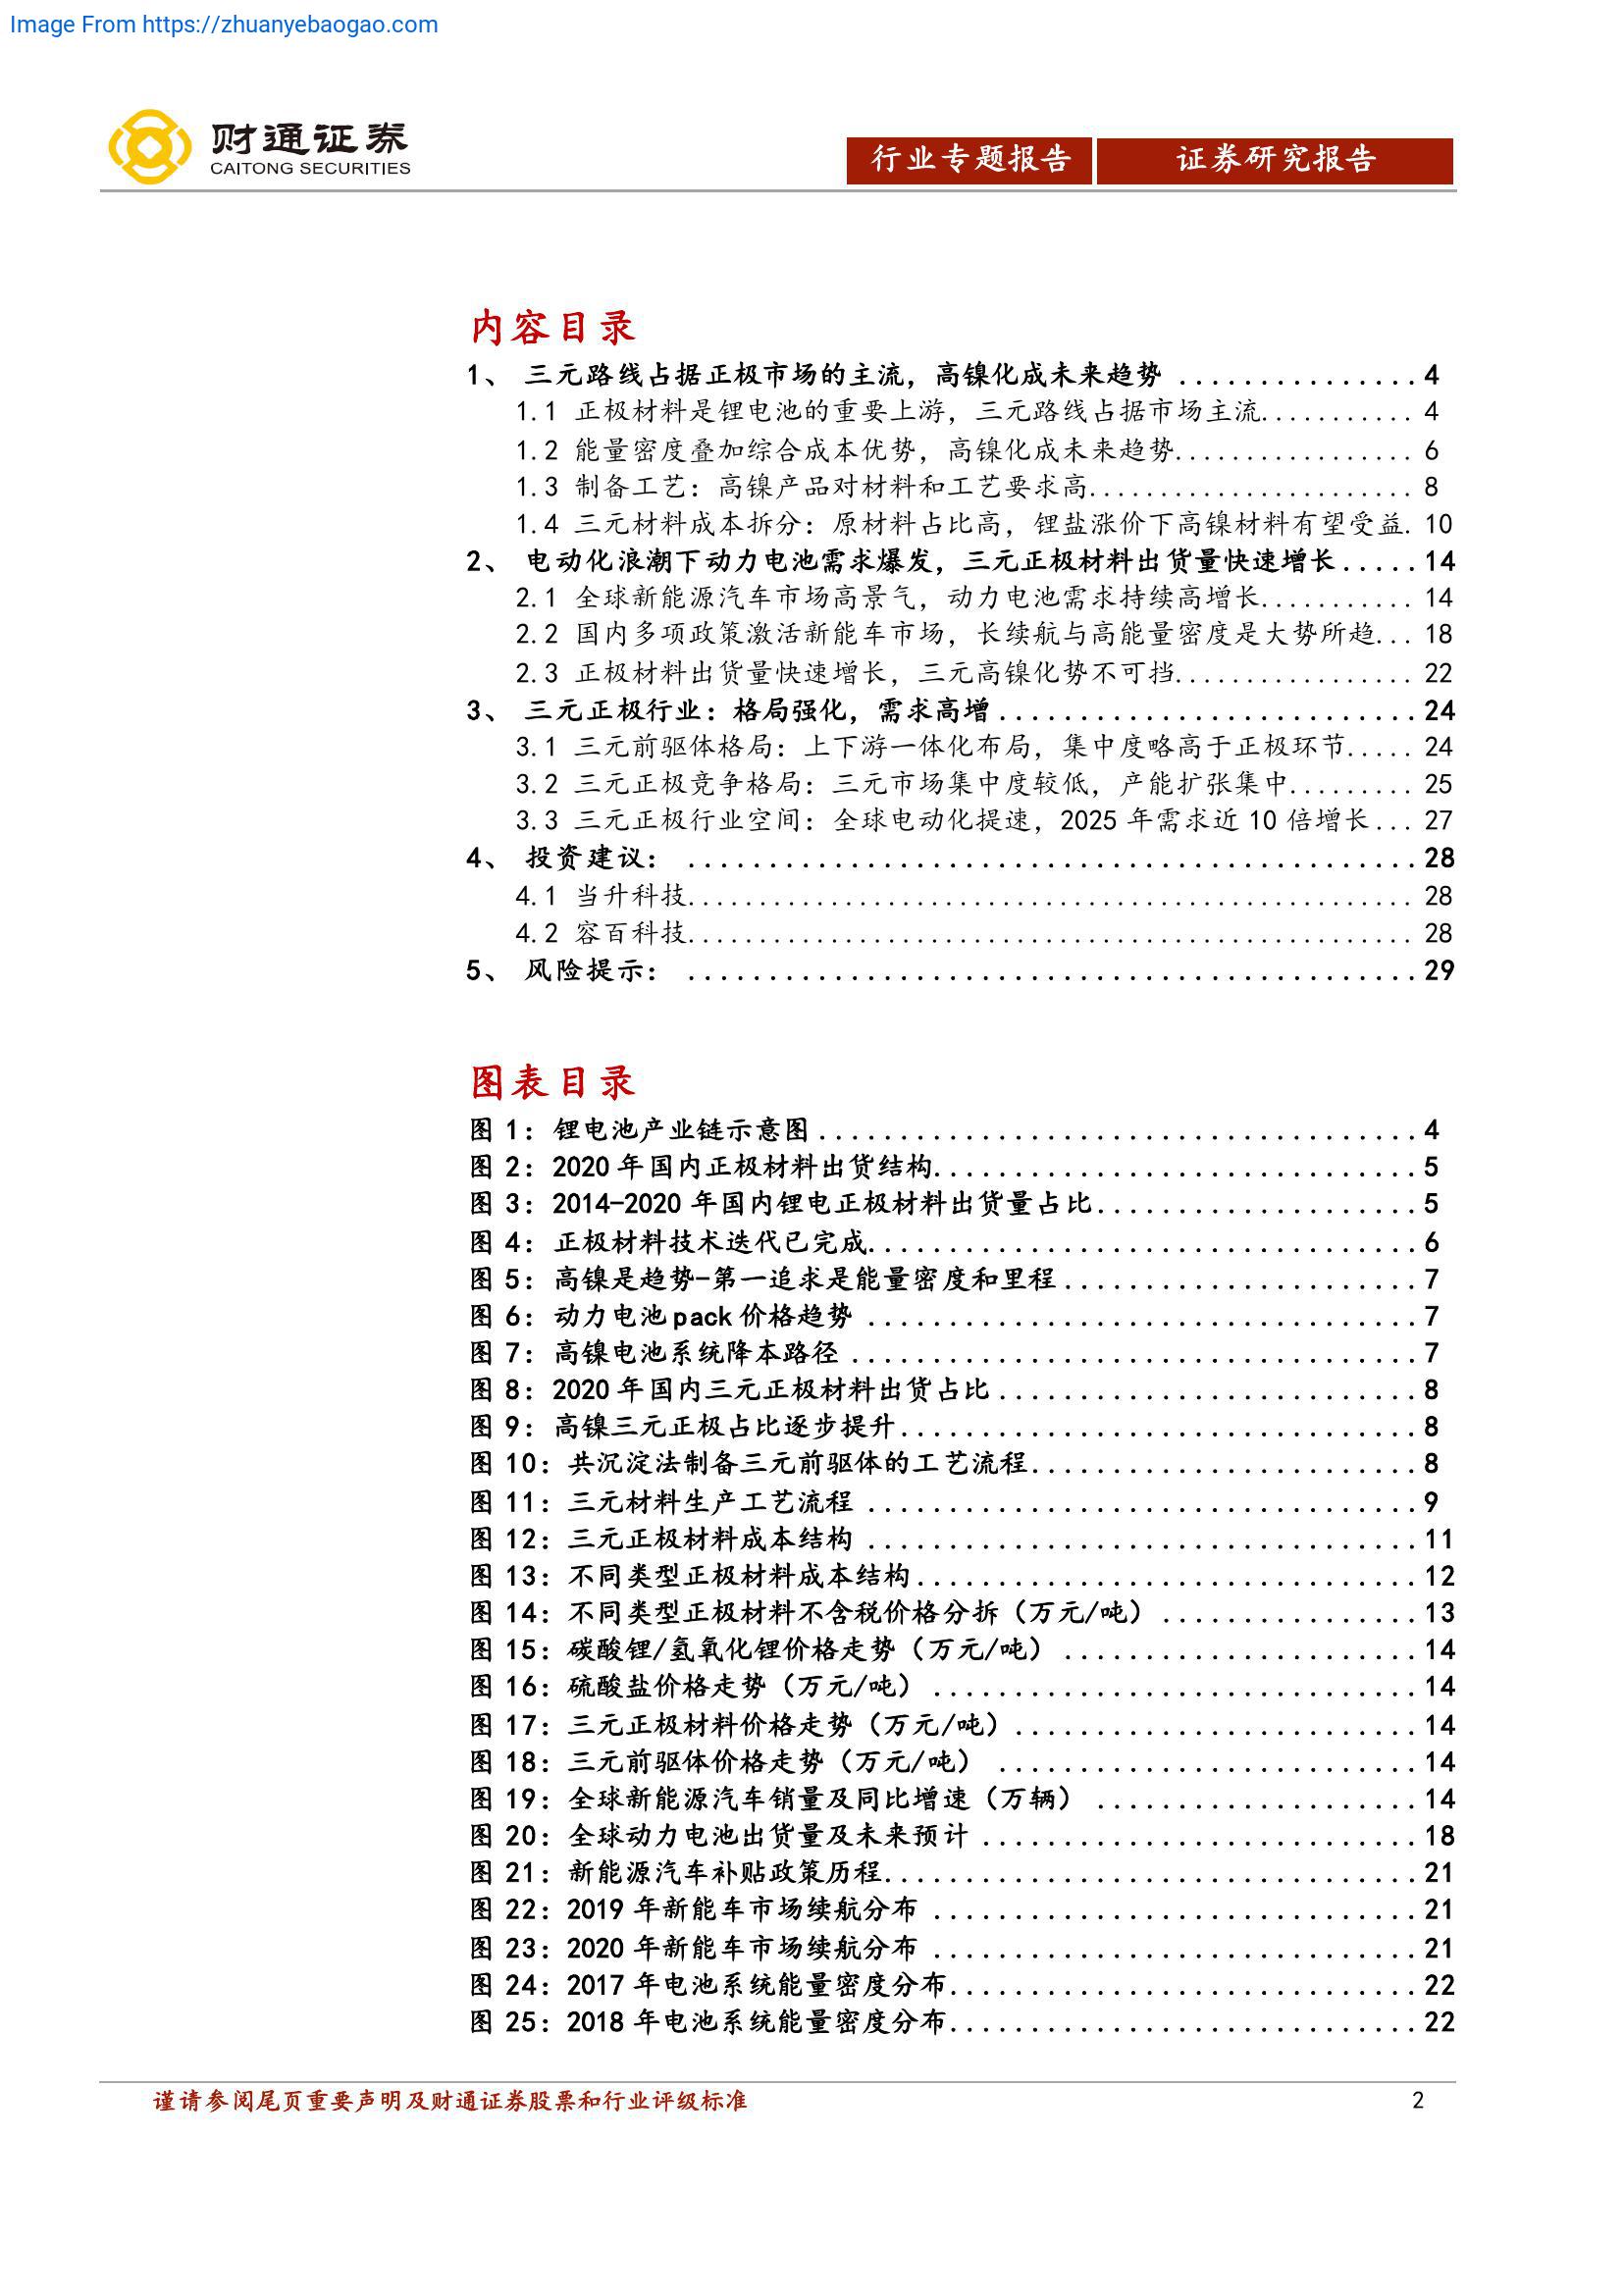 Image From https://zhuanyebaogao.com
财通证券
CAITONG SECURITIES
行业专题报告 证券研究报告
内容目录
1、 三元路线占据正极市场的主流，高镍化成未来趋势 ............... 4
1.1 正极材料是锂电池的重要上游，三元路线占据市场主流........... 4
1.2 能量密度叠加综合成本优势，高镍化成未来趋势................. 6
1.3 制备工艺：高镍产品对材料和工艺要求高....................... 8
1.4 三元材料成本拆分：原材料占比高，锂盐涨价下高镍材料有望受益. 10
2、 电动化浪潮下动力电池需求爆发，三元正极材料出货量快速增长..... 14
2.1 全球新能源汽车市场高景气，动力电池需求持续高增长........... 14
2.2 国内多项政策激活新能车市场，长续航与高能量密度是大势所趋... 18
2.3 正极材料出货量快速增长，三元高镍化势不可挡................. 22
3、 三元正极行业：格局强化，需求高增........................... 24
3.1 三元前驱体格局：上下游一体化布局，集中度略高于正极环节..... 24
3.2 三元正极竞争格局：三元市场集中度较低，产能扩张集中......... 25
3.3 三元正极行业空间：全球电动化提速，2025 年需求近 10 倍增长... 27
4、 投资建议： .............................................. 28
4.1 当升科技................................................... 28
4.2 容百科技................................................... 28
5、 风险提示： .............................................. 29
图表目录
图 1：锂电池产业链示意图...................................... 4
图 2：2020 年国内正极材料出货结构.............................. 5
图 3：2014-2020 年国内锂电正极材料出货量占比.................... 5
图 4：正极材料技术迭代已完成................................... 6
图 5：高镍是趋势-第一追求是能量密度和里程...................... 7
图 6：动力电池 pack 价格趋势 .................................. 7
图 7：高镍电池系统降本路径 .................................... 7
图 8：2020 年国内三元正极材料出货占比.......................... 8
图 9：高镍三元正极占比逐步提升................................. 8
图 10：共沉淀法制备三元前驱体的工艺流程........................ 8
图 11：三元材料生产工艺流程 .................................. 9
图 12：三元正极材料成本结构 .................................. 11
图 13：不同类型正极材料成本结构............................... 12
图 14：不同类型正极材料不含税价格分拆（万元/吨） ................ 13
图 15：碳酸锂/氢氧化锂价格走势（万元/吨） ...................... 14
图 16：硫酸盐价格走势（万元/吨） .............................. 14
图 17：三元正极材料价格走势（万元/吨）......................... 14
图 18：三元前驱体价格走势（万元/吨） .......................... 14
图 19：全球新能源汽车销量及同比增速（万辆） .................... 14
图 20：全球动力电池出货量及未来预计 ........................... 18
图 21：新能源汽车补贴政策历程................................. 21
图 22：2019 年新能车市场续航分布 .............................. 21
图 23：2020 年新能车市场续航分布 .............................. 21
图 24：2017 年电池系统能量密度分布............................. 22
图 25：2018 年电池系统能量密度分布............................. 22
谨请参阅尾页重要声明及财通证券股票和行业评级标准 2